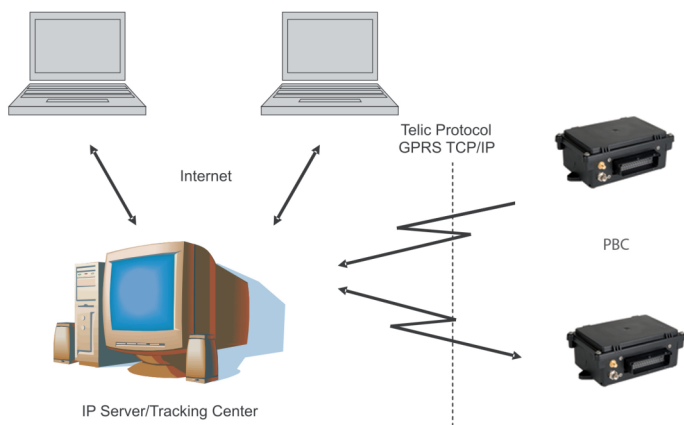 Telic Protocol
GPRS TCP/IP
Internet
PBC
IP Server/Tracking Center